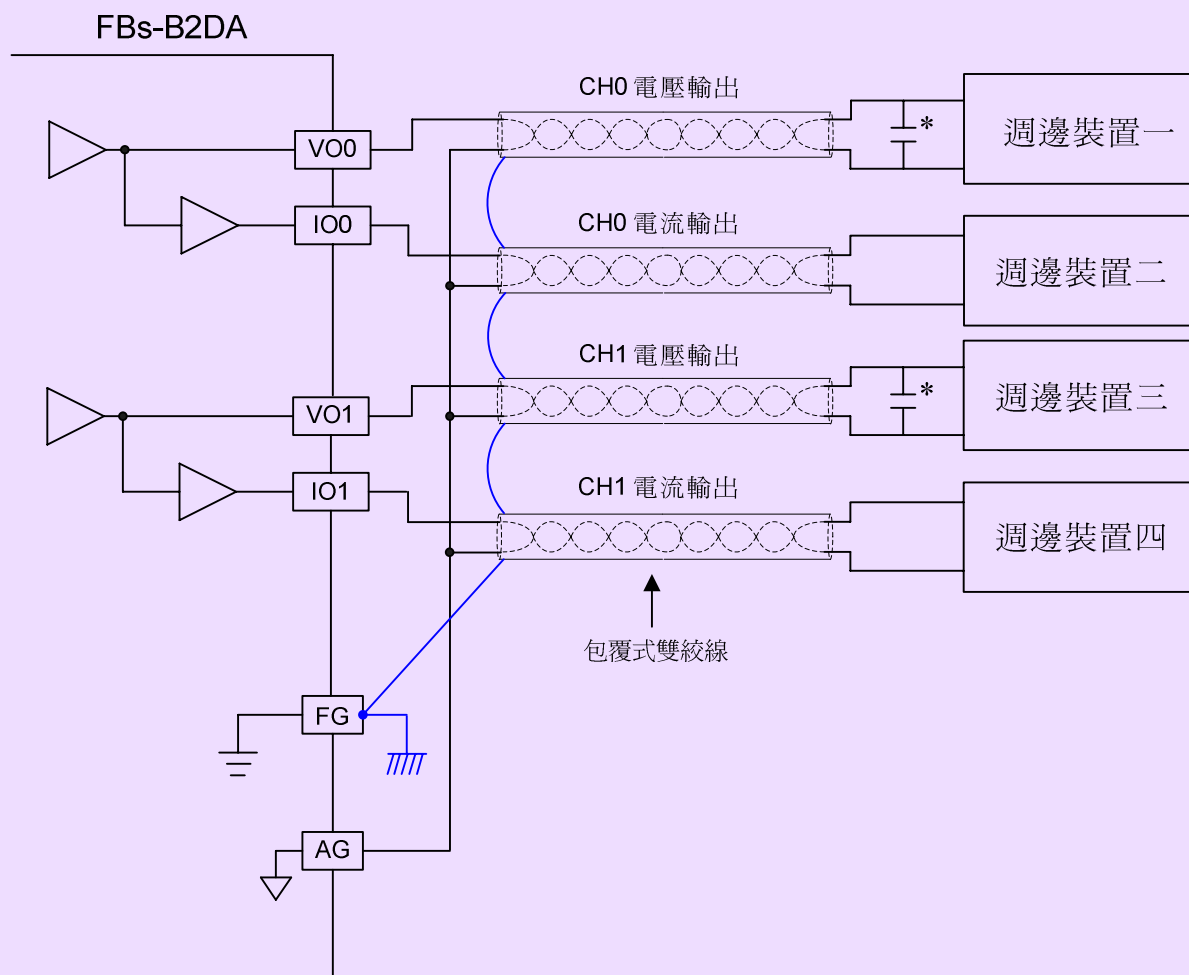 FBs-B2DA
CH0 電壓輸出
VO0
*
週邊裝置一
CH0 電流輸出
IO0
週邊裝置二
CH1 電壓輸出
VO1
*
週邊裝置三
CH1 電流輸出
IO1
週邊裝置四
包覆式雙絞線
FG
AG